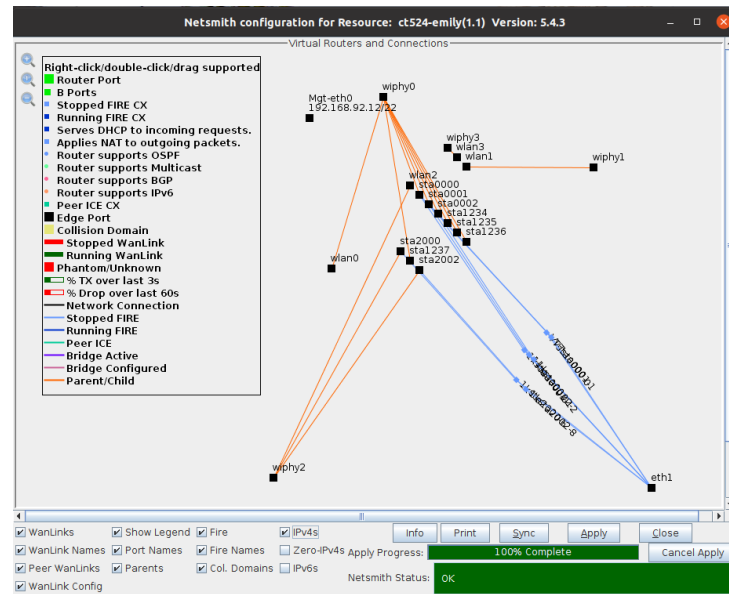 Netsmith configuration for Resource: ct524-emily(1.1) Version: 5.4.3
Virtual Routers and Connections
Right-click/double-click/drag supported
Router Port
B Ports
Stopped FIRE CX
Running FIRE CX
Serves DHCP to incoming requests.
Applies NAT to outgoing packets.
Router supports OSPF
Router supports Multicast
Router supports BGP
Router supports IPv6
Peer ICE CX
Edge Port
Collision Domain
Stopped WanLink
Running WanLink
Phantom/Unknown
% TX over last 3s
% Drop over last 60s
Network Connection
Stopped FIRE
Running FIRE
Peer ICE
Bridge Active
Bridge Configured
Parent/Child
wiphy0
Mgt-eth0
192.168.92.12/22
wiphy3
wlan3
wlan1
wiphy1
wlan2
sta0000
sta0001
sta0002
sta1234
sta1235
sta1236
sta2000
sta1237
sta2002
wlan0
wiphy2
eth1
WanLinks
Show Legend
Fire
IPv4s
Info
Print
Sync
Apply
Close
WanLink Names
Port Names
Fire Names
Zero-IPv4s
Apply Progress:
100% Complete
Cancel Apply
Peer WanLinks
Parents
Col. Domains
IPv6s
Netsmith Status:
OK
WanLink Config